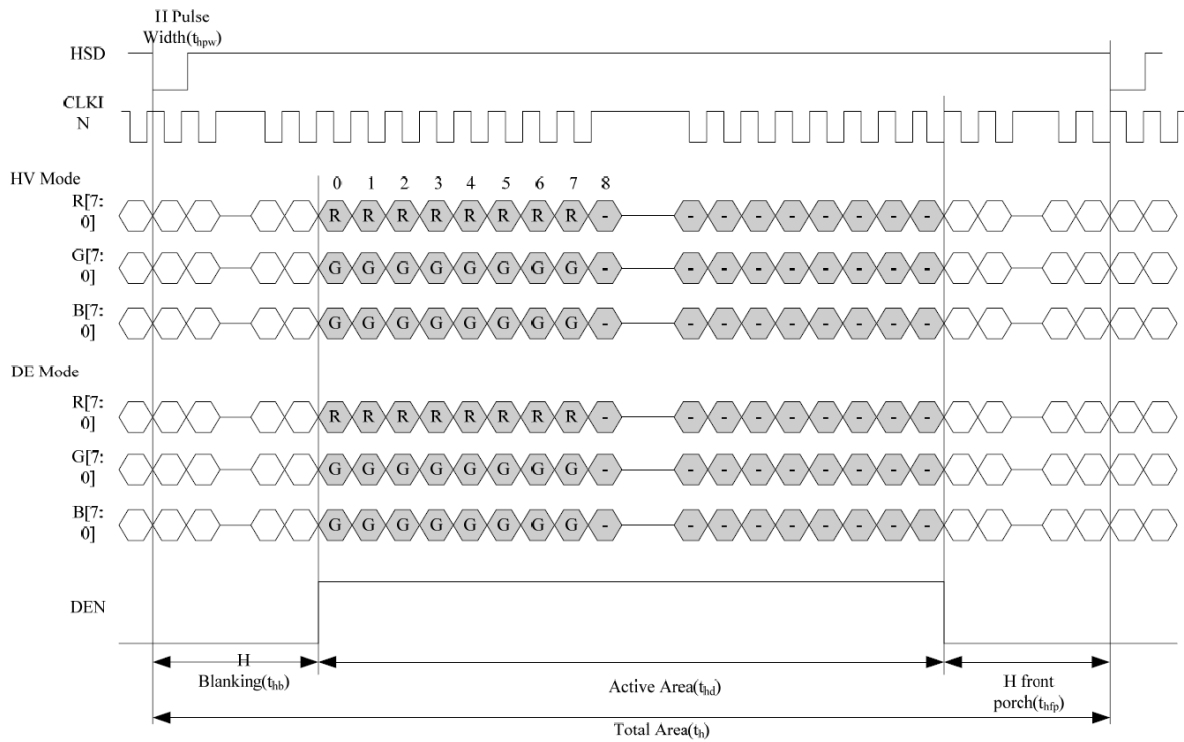 II Pulse
Width(thpw)
HSD
CLKI
N
HV Mode
0 1 2 3 4 5 6 7 8
R[7:
0]
R R R R R R R R - - - - - - - - -
G[7:
0]
G G G G G G G G - - - - - - - - -
B[7:
0]
G G G G G G G G - - - - - - - - -
DE Mode
R[7:
0]
R R R R R R R R - - - - - - - - -
G[7:
0]
G G G G G G G G - - - - - - - - -
B[7:
0]
G G G G G G G G - - - - - - - - -
DEN
H
Blanking(thb)
Active Area(thd)
H front
porch(thfp)
Total Area(th)